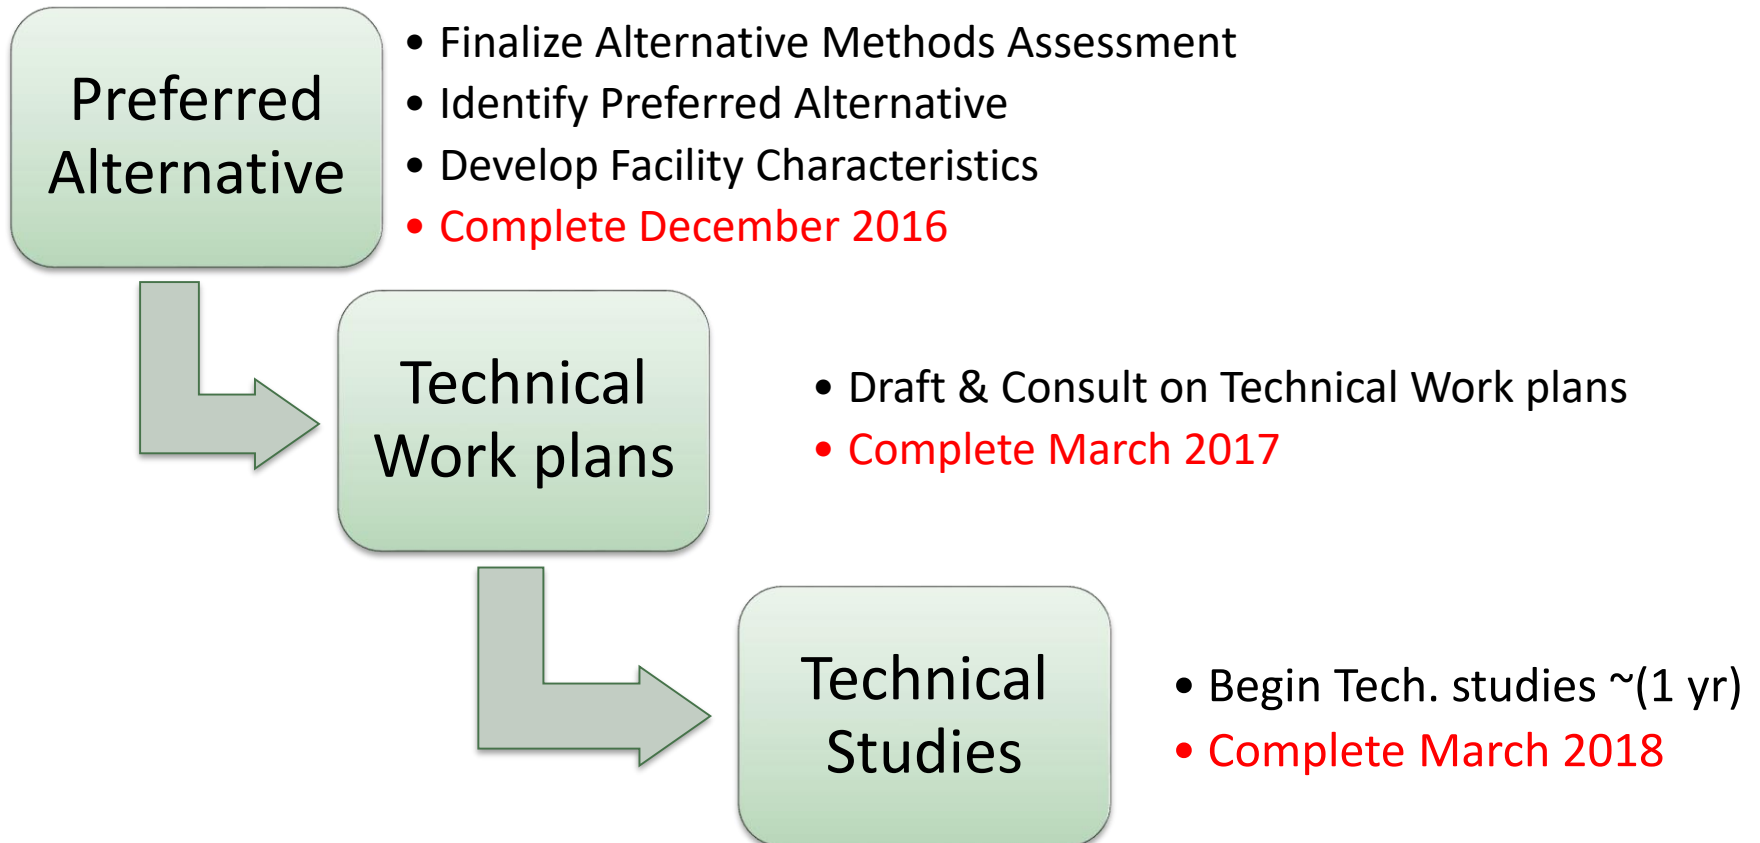 Preferred
Alternative
• Finalize Alternative Methods Assessment
• Identify Preferred Alternative
• Develop Facility Characteristics
• Complete December 2016
Technical
Work plans
• Draft & Consult on Technical Work plans
• Complete March 2017
Technical
Studies
• Begin Tech. studies ~(1 yr)
• Complete March 2018